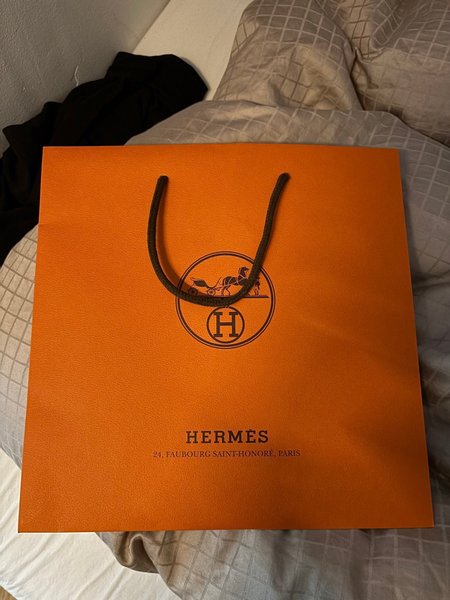 H
HERMÈS
24, FAUBOURG SAINT-HONORÉ, PARIS